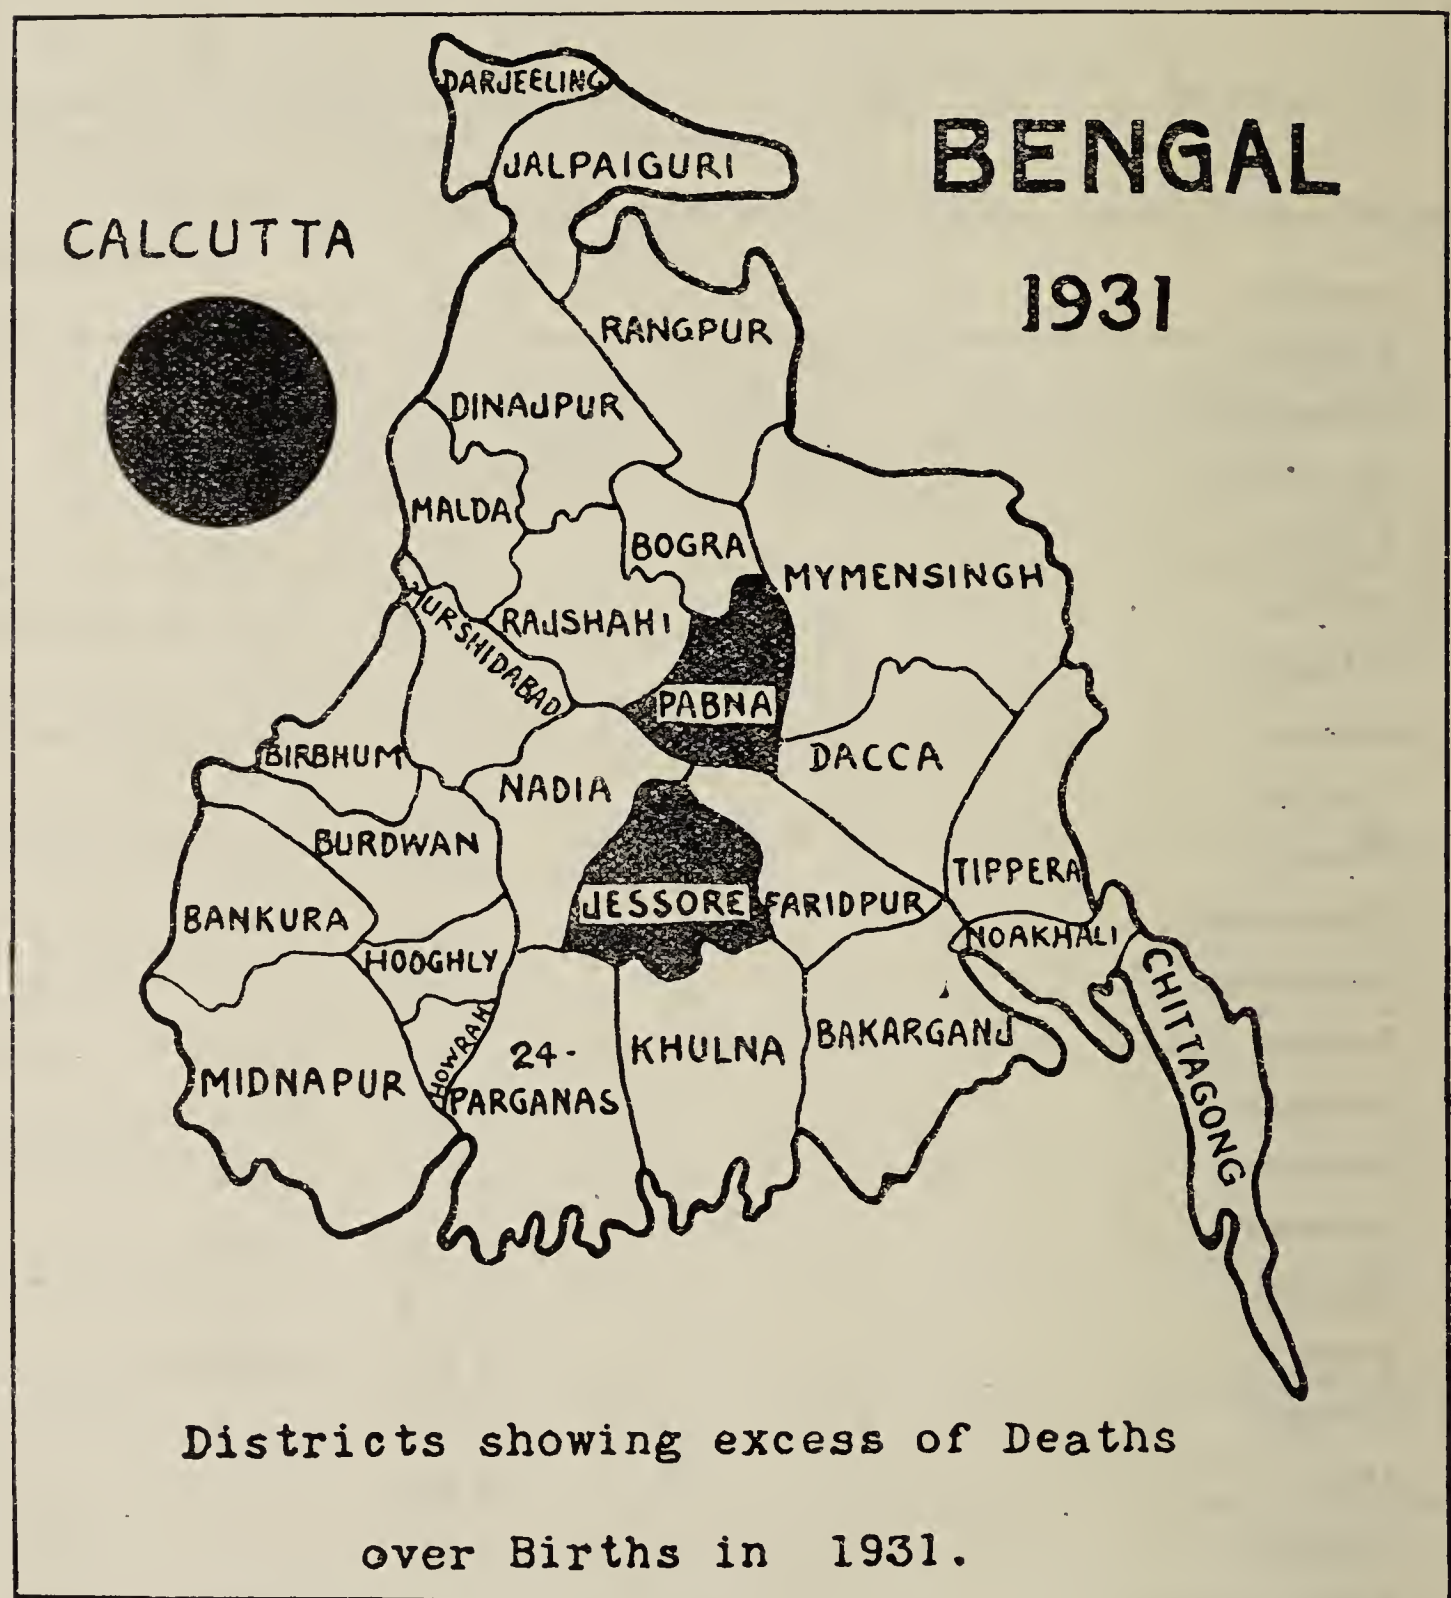 DARJEELING
JALPAIGURI
BENGAL
1931
CALCUTTA
RANGPUR
DINAJPUR
MALDA
BOGRA
MYMENSINGH
MURSHIDABAD
RAJSHAHI
PABNA
BIRBHUM
NADIA
DACCA
BURDWAN
TIPPERA
BANKURA
JESSORE
FARIDPUR
HOOGHLY
NOAKHALI
CHITTAGONG
HOWRAH
MIDNAPUR
24-
PARGANAS
KHULNA
BAKARGANJ
Districts showing excess of Deaths
over Births in 1931.